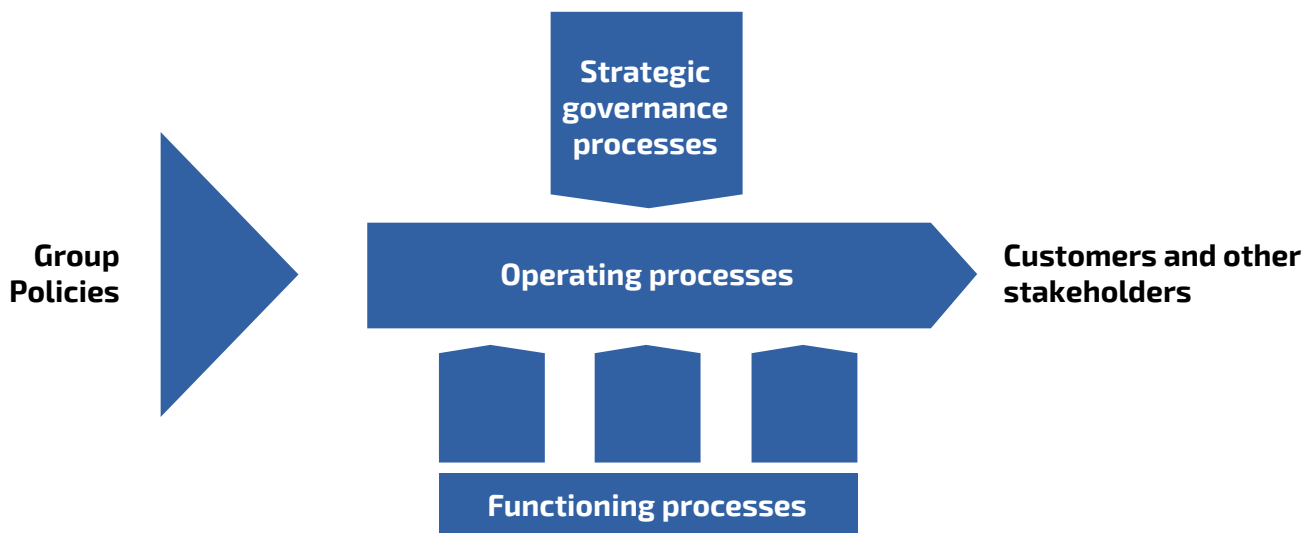 Strategic
governance
processes
Group
Policies
Operating processes
Customers and other
stakeholders
Functioning processes